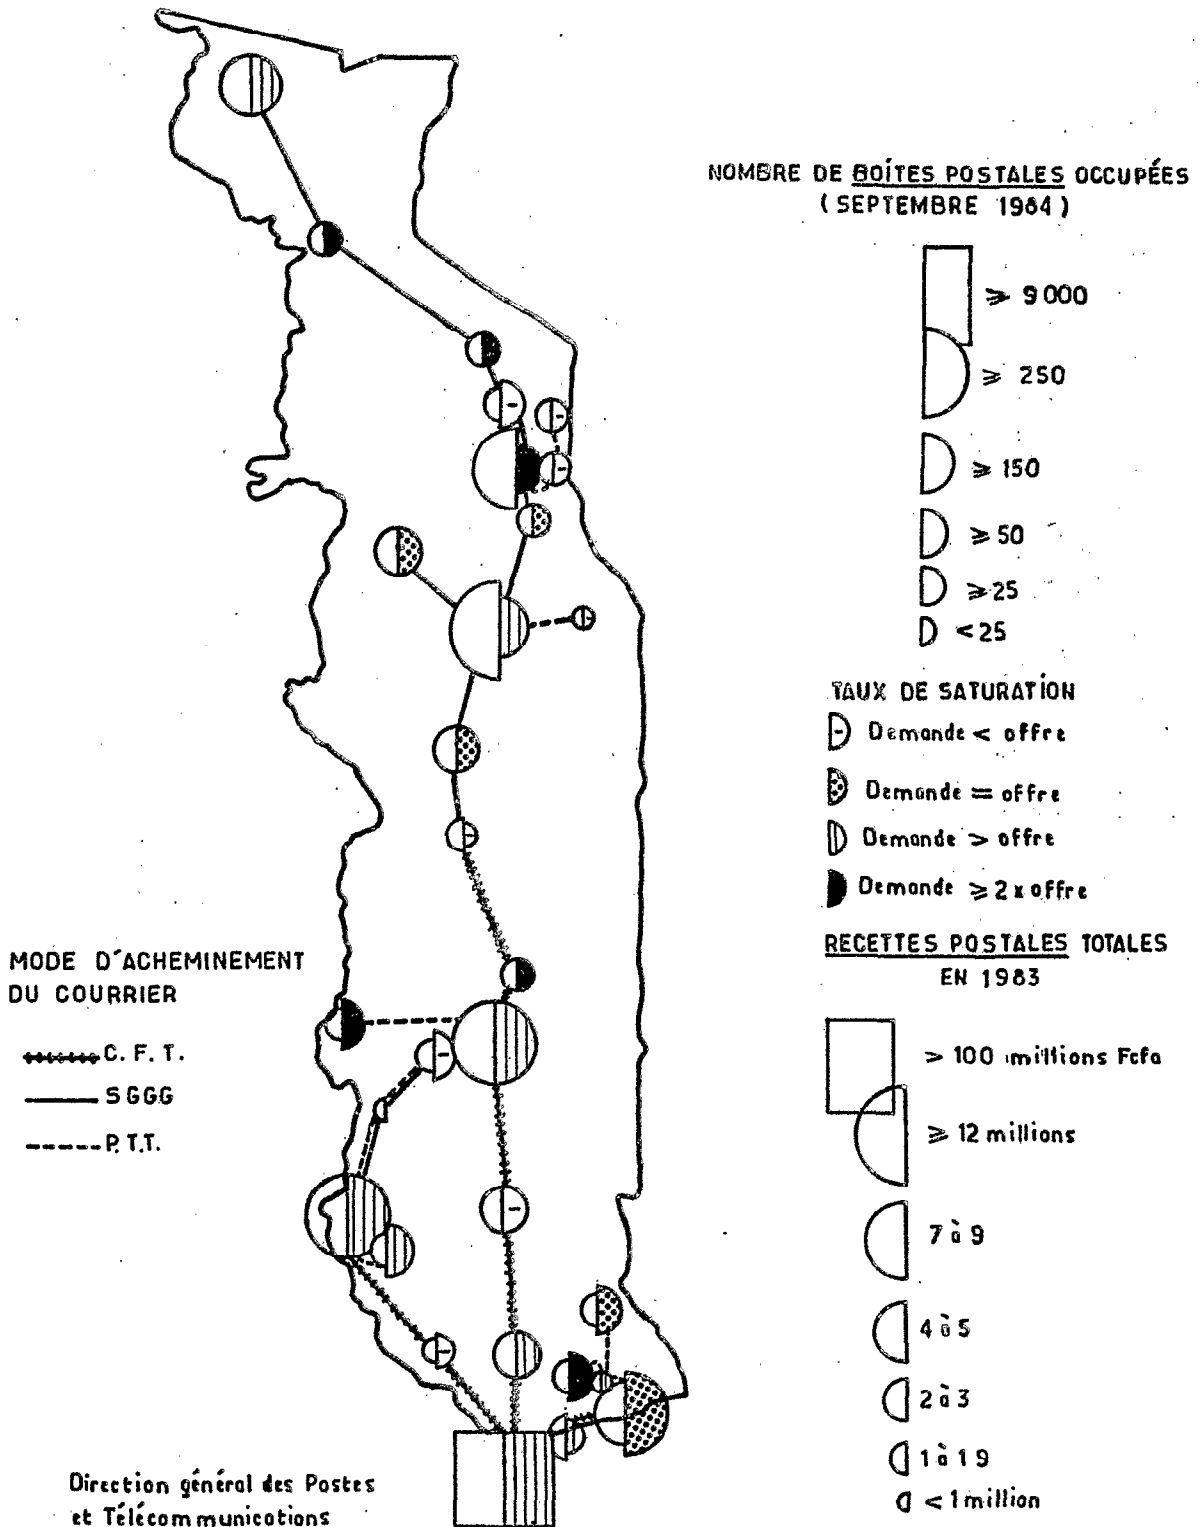 NOMBRE DE BOÎTES POSTALES OCCUPÉES
(SEPTEMBRE 1984)
⩾ 9 000
⩾ 250
⩾ 150
⩾ 50
⩾ 25
< 25
TAUX DE SATURATION
Demande < offre
Demande = offre
Demande > offre
Demande ⩾ 2 x offre
RECETTES POSTALES TOTALES
EN 1983
> 100 millions Fcfa
⩾ 12 millions
7 à 9
4 à 5
2 à 3
1 à 1 9
< 1 million
MODE D'ACHEMINEMENT
DU COURRIER
C. F. T.
SGGG
P. T. T.
Direction général des Postes
et Télécommunications